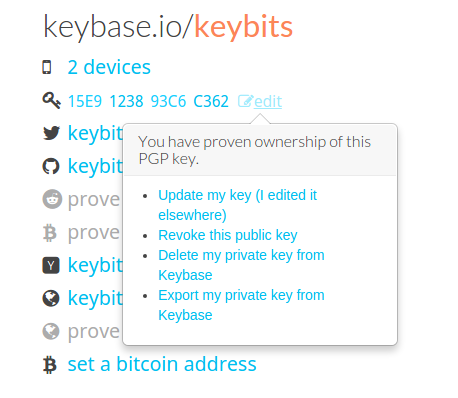 keybase.io/keybits
2 devices
15E9 1238 93C6 C362 edit
You have proven ownership of this
PGP key.
keybit
keybit
prove
prove
keybit
keybit
prove
Update my key (I edited it
elsewhere)
Revoke this public key
Delete my private key from
Keybase
Export my private key from
Keybase
set a bitcoin address